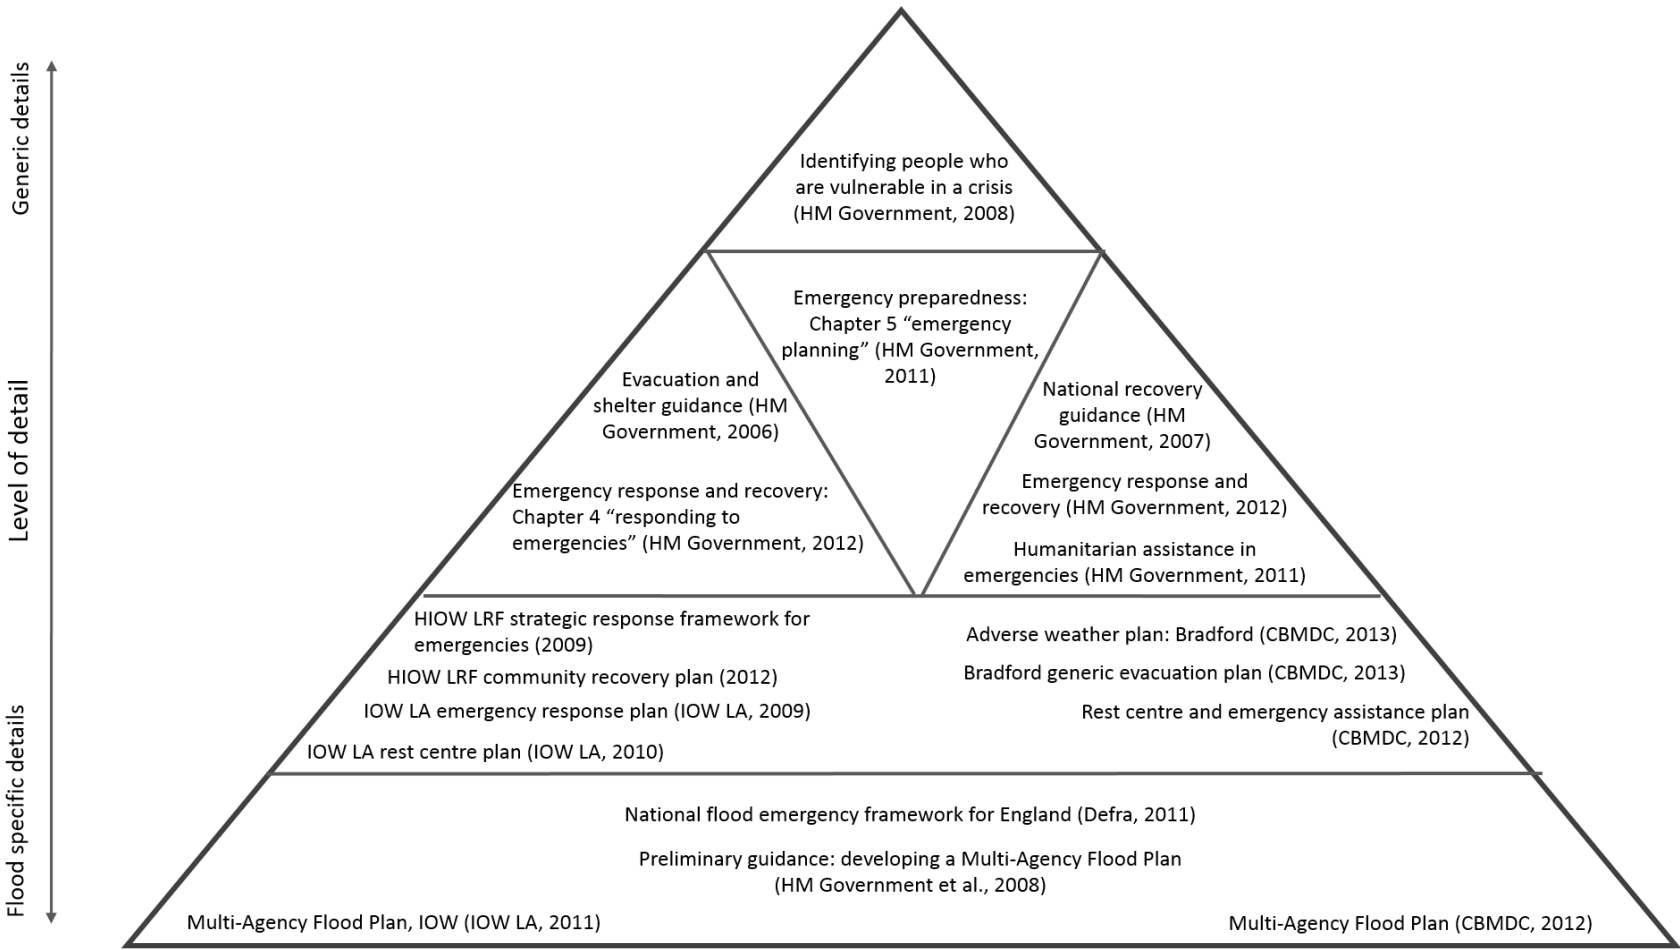 Generic details
Level of detail
Flood specific details
Identifying people who
are vulnerable in a crisis
(HM Government, 2008)
Emergency preparedness:
Chapter 5 “emergency
planning” (HM Government,
2011)
Evacuation and
shelter guidance (HM
Government, 2006)
Emergency response and recovery:
Chapter 4 “responding to
emergencies” (HM Government, 2012)
National recovery
guidance (HM
Government, 2007)
Emergency response and
recovery (HM Government, 2012)
Humanitarian assistance in
emergencies (HM Government, 2011)
HIOW LRF strategic response framework for
emergencies (2009)
HIOW LRF community recovery plan (2012)
IOW LA emergency response plan (IOW LA, 2009)
IOW LA rest centre plan (IOW LA, 2010)
Adverse weather plan: Bradford (CBMDC, 2013)
Bradford generic evacuation plan (CBMDC, 2013)
Rest centre and emergency assistance plan
(CBMDC, 2012)
National flood emergency framework for England (Defra, 2011)
Preliminary guidance: developing a Multi-Agency Flood Plan
(HM Government et al., 2008)
Multi-Agency Flood Plan, IOW (IOW LA, 2011)
Multi-Agency Flood Plan (CBMDC, 2012)